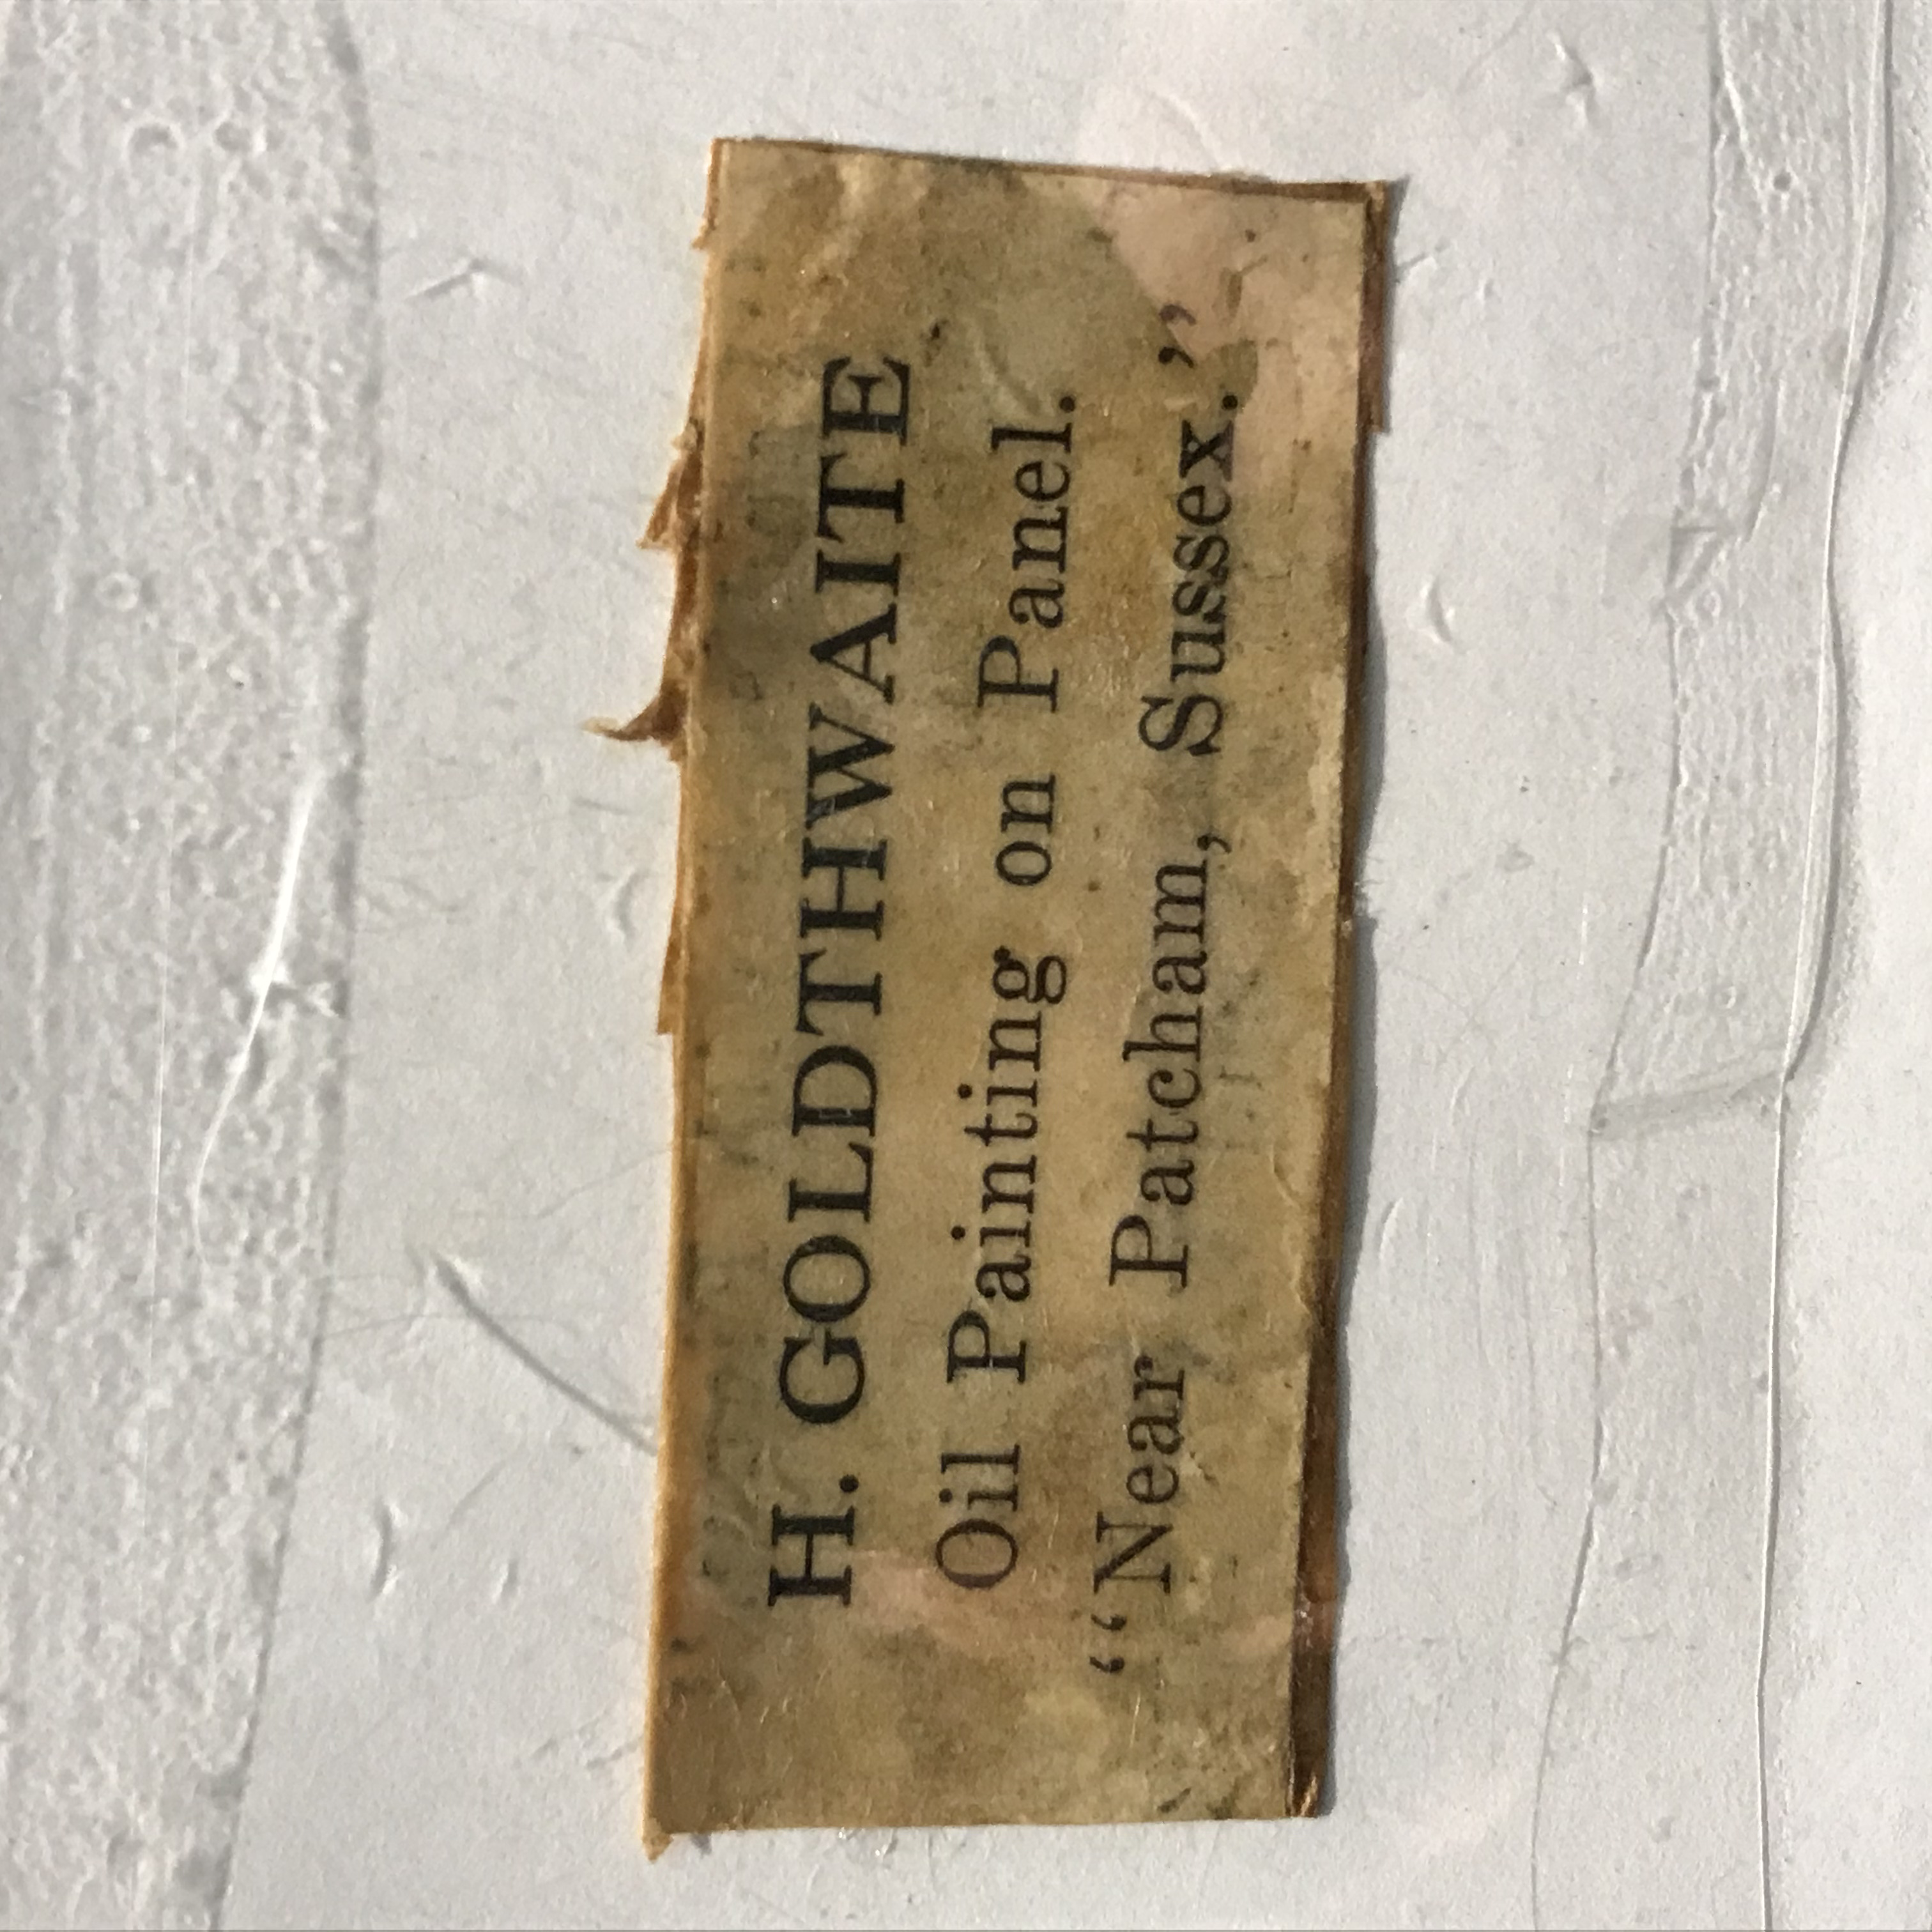 H. GOLDTHWAITE
Oil Painting on Panel.
“Near Patcham, Sussex.”